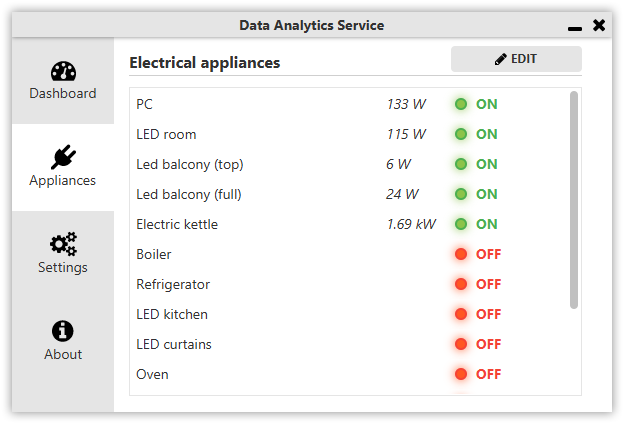 Data Analytics Service
Dashboard
Appliances
Settings
About
Electrical appliances
EDIT
PC 133 W ON
LED room 115 W ON
Led balcony (top) 6 W ON
Led balcony (full) 24 W ON
Electric kettle 1.69 kW ON
Boiler OFF
Refrigerator OFF
LED kitchen OFF
LED curtains OFF
Oven OFF